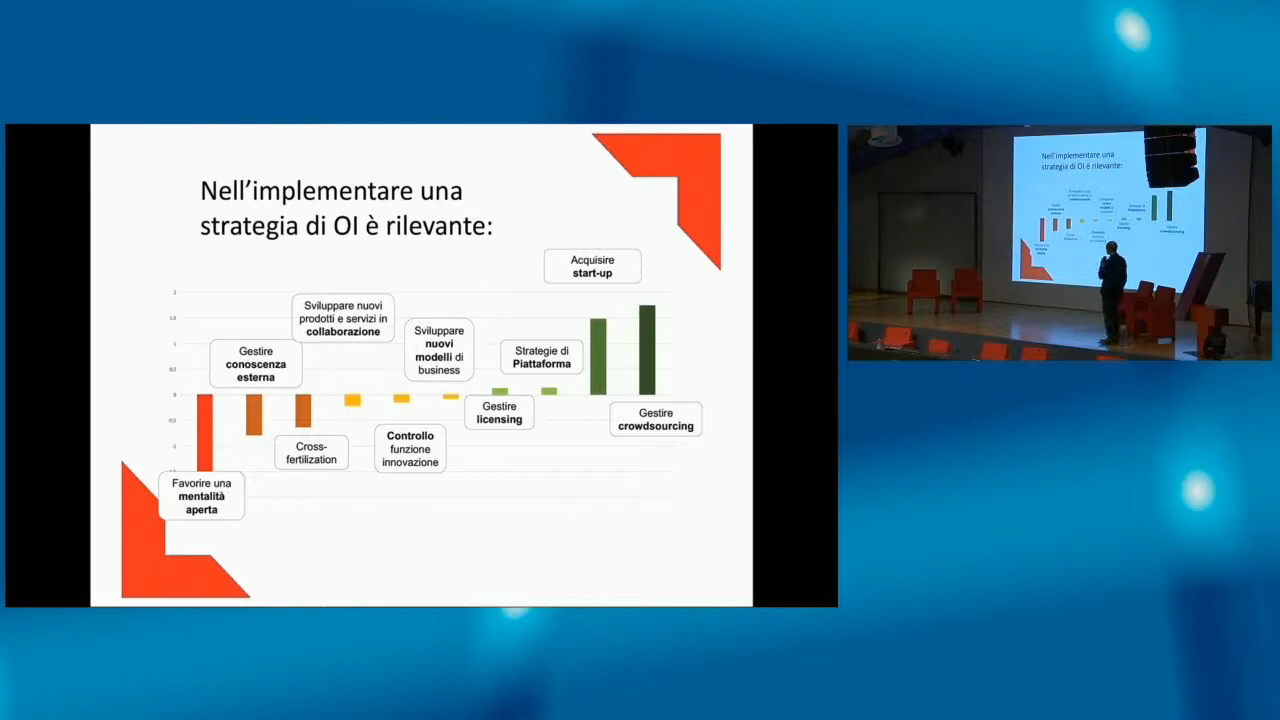 Nell'implementare una
strategia di OI è rilevante:
Acquisire
start-up
2
1,5
1
0,5
0
-0,5
-1
Sviluppare nuovi
prodotti e servizi in
collaborazione
Sviluppare
nuovi
modelli di
business
Gestire
conoscenza
esterna
Strategie di
Piattaforma
Gestire
licensing
Gestire
crowdsourcing
Controllo
funzione
innovazione
Cross-
fertilization
Favorire una
mentalità
aperta
Nell'implementare una
strategia di OI è rilevante: